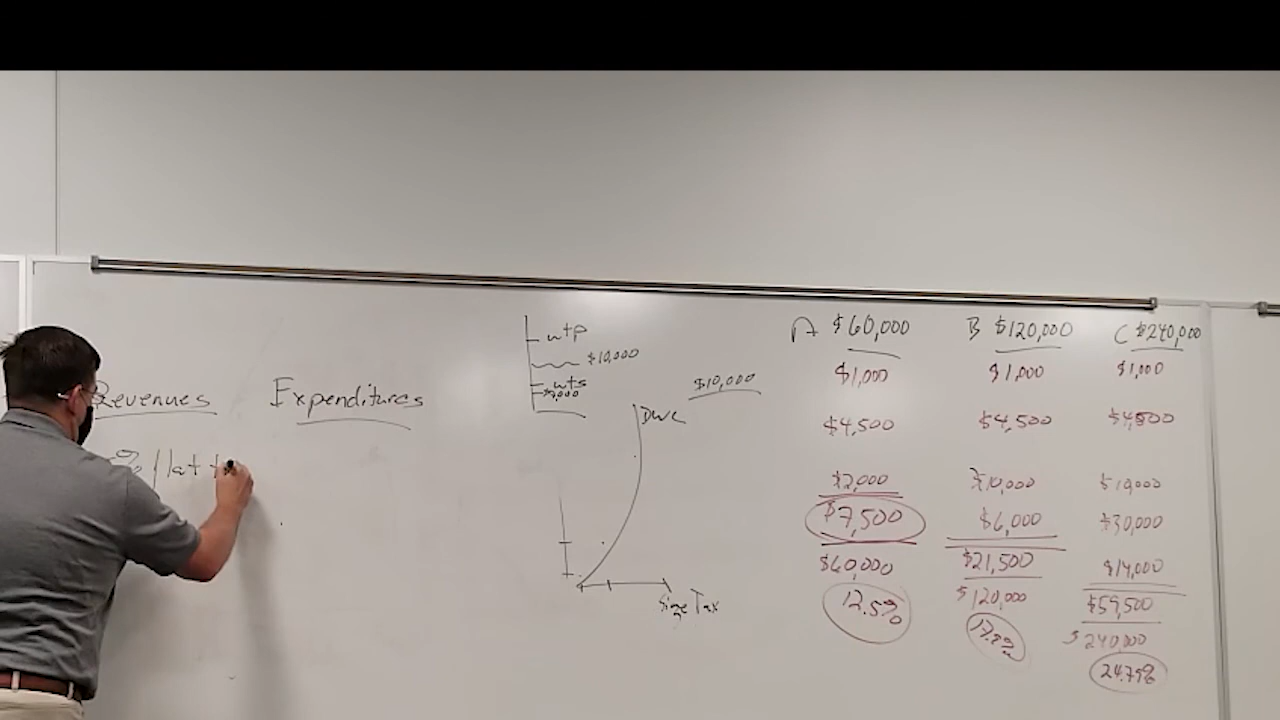 Revenues
Expenditures
% flat t
wtp
$10,000
wts
DWL
$10,000
Size Tax
A $60,000
$1,000
$4,500
$2,000
$7,500
$60,000
12.5%
B $120,000
$1,000
$4,500
$10,000
$6,000
$21,500
$120,000
C $240,000
$1,000
$4,500
$10,000
$30,000
$14,000
$59,500
$240,000
24.79%